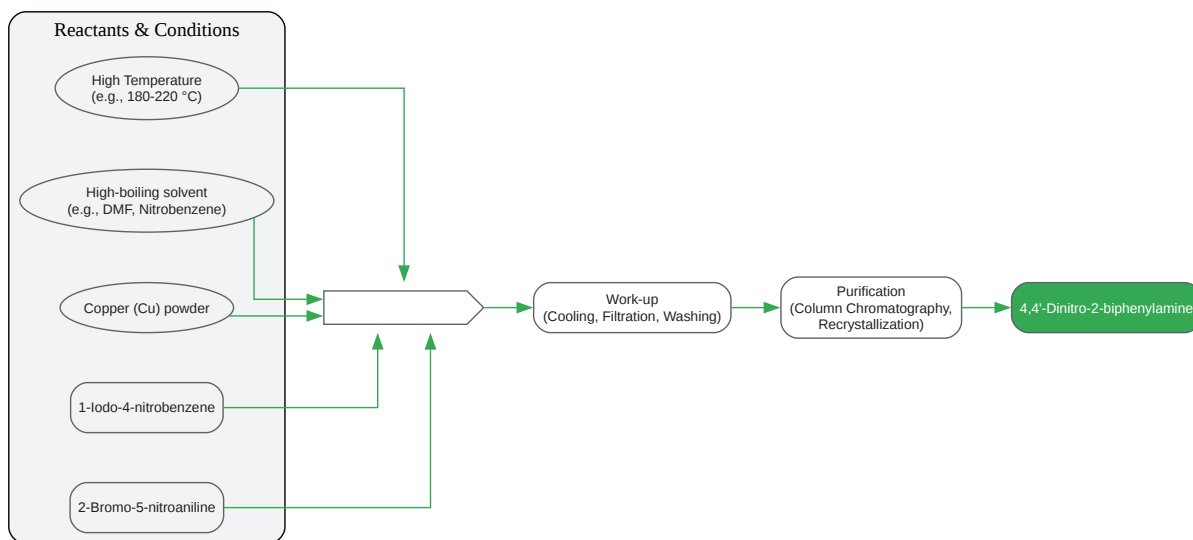 Reactants & Conditions
High Temperature
(e.g., 180-220 °C)
High-boiling solvent
(e.g., DMF, Nitrobenzene)
Copper (Cu) powder
1-Iodo-4-nitrobenzene
2-Bromo-5-nitroaniline
Work-up
(Cooling, Filtration, Washing)
Purification
(Column Chromatography,
Recrystallization)
4,4'-Dinitro-2-biphenylamine